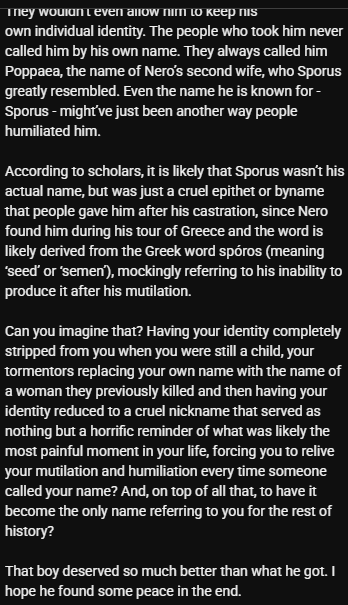 They wouldn't even allow him to keep his
own individual identity. The people who took him never
called him by his own name. They always called him
Poppaea, the name of Nero's second wife, who Sporus
greatly resembled. Even the name he is known for -
Sporus - might've just been another way people
humiliated him.
According to scholars, it is likely that Sporus wasn't his
actual name, but was just a cruel epithet or byname
that people gave him after his castration, since Nero
found him during his tour of Greece and the word is
likely derived from the Greek word spóros (meaning
'seed' or 'semen'), mockingly referring to his inability to
produce it after his mutilation.
Can you imagine that? Having your identity completely
stripped from you when you were still a child, your
tormentors replacing your own name with the name of
a woman they previously killed and then having your
identity reduced to a cruel nickname that served as
nothing but a horrific reminder of what was likely the
most painful moment in your life, forcing you to relive
your mutilation and humiliation every time someone
called your name? And, on top of all that, to have it
become the only name referring to you for the rest of
history?
That boy deserved so much better than what he got. I
hope he found some peace in the end.